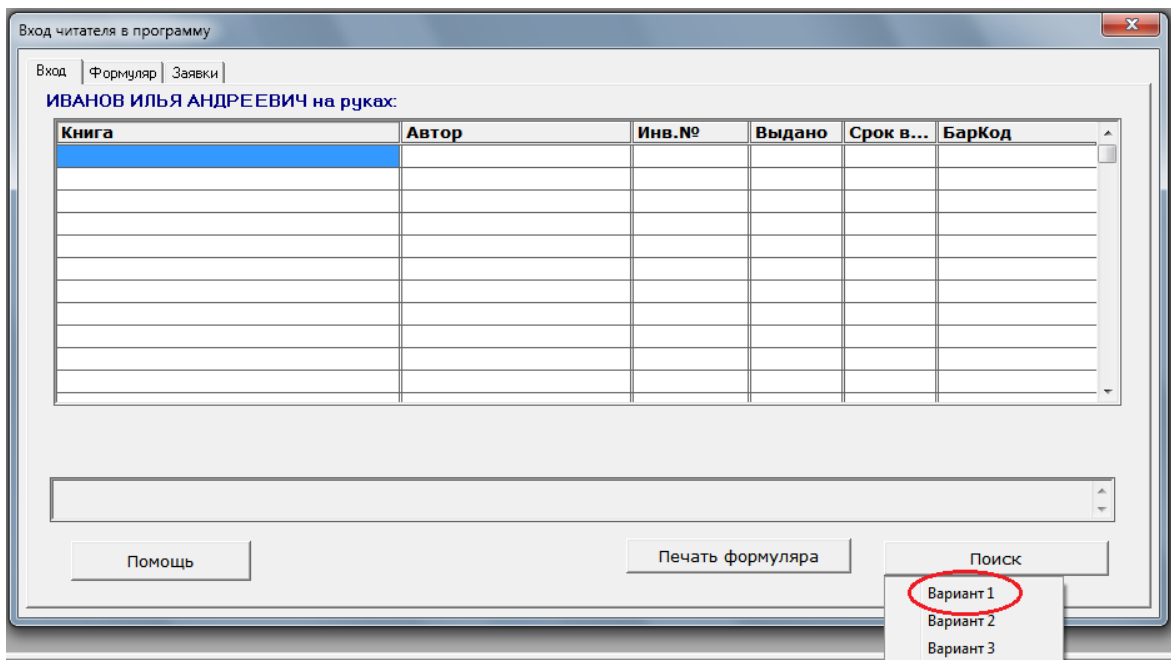 Вход читателя в программу
Вход Формуляр Заявки
ИВАНОВ ИЛЬЯ АНДРЕЕВИЧ на руках:
Книга Автор Инв.№ Выдано Срок в... БарКод
Помощь Печать формуляра Поиск
Вариант 1
Вариант 2
Вариант 3